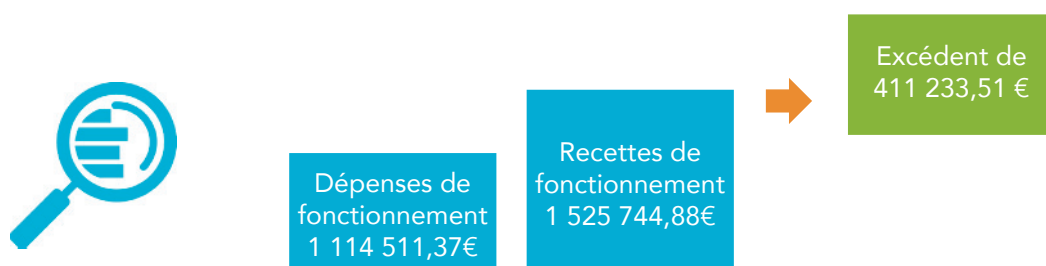 Dépenses de
fonctionnement
1 114 511,37€
Recettes de
fonctionnement
1 525 744,88€
Excédent de
411 233,51 €